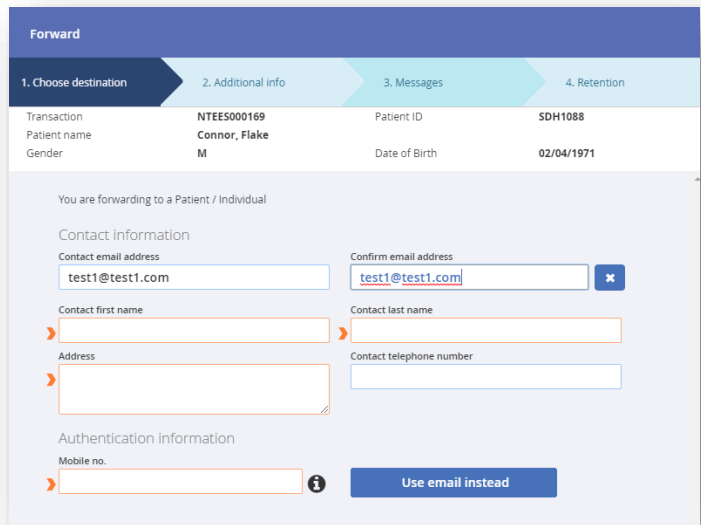 Forward
1. Choose destination 2. Additional info 3. Messages 4. Retention
Transaction NTEES000169 Patient ID SDH1088
Patient name Connor, Flake
Gender M Date of Birth 02/04/1971
You are forwarding to a Patient / Individual
Contact information
Contact email address Confirm email address
test1@test1.com test1@test1.com
Contact first name Contact last name
Address Contact telephone number
Authentication information
Mobile no.
Use email instead